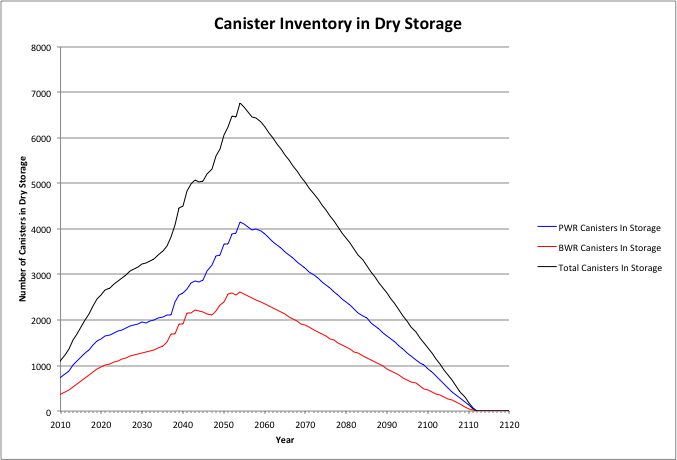 Canister Inventory in Dry Storage
Number of Canisters in Dry Storage
8000
7000
6000
5000
4000
3000
2000
1000
0
2010 2020 2030 2040 2050 2060 2070 2080 2090 2100 2110 2120
Year
PWR Canisters In Storage
BWR Canisters In Storage
Total Canisters In Storage